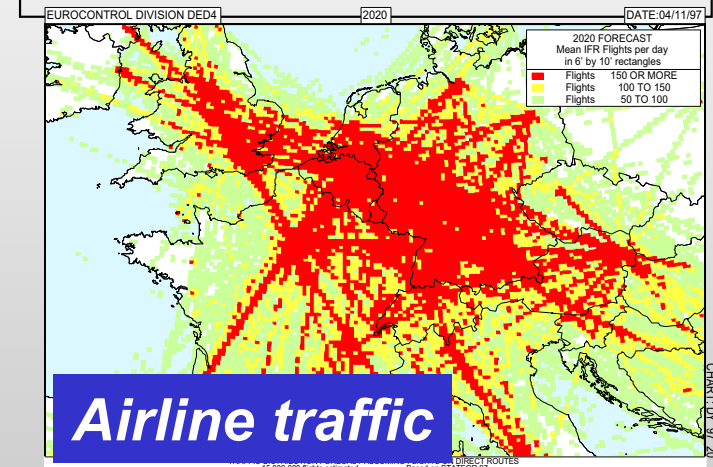 EUROCONTROL DIVISION DED4
2020
DATE:04/11/97
2020 FORECAST
Mean IFR Flights per day
in 6' by 10' rectangles
Flights 150 OR MORE
Flights 100 TO 150
Flights 50 TO 100
Airline traffic
DIRECT ROUTES